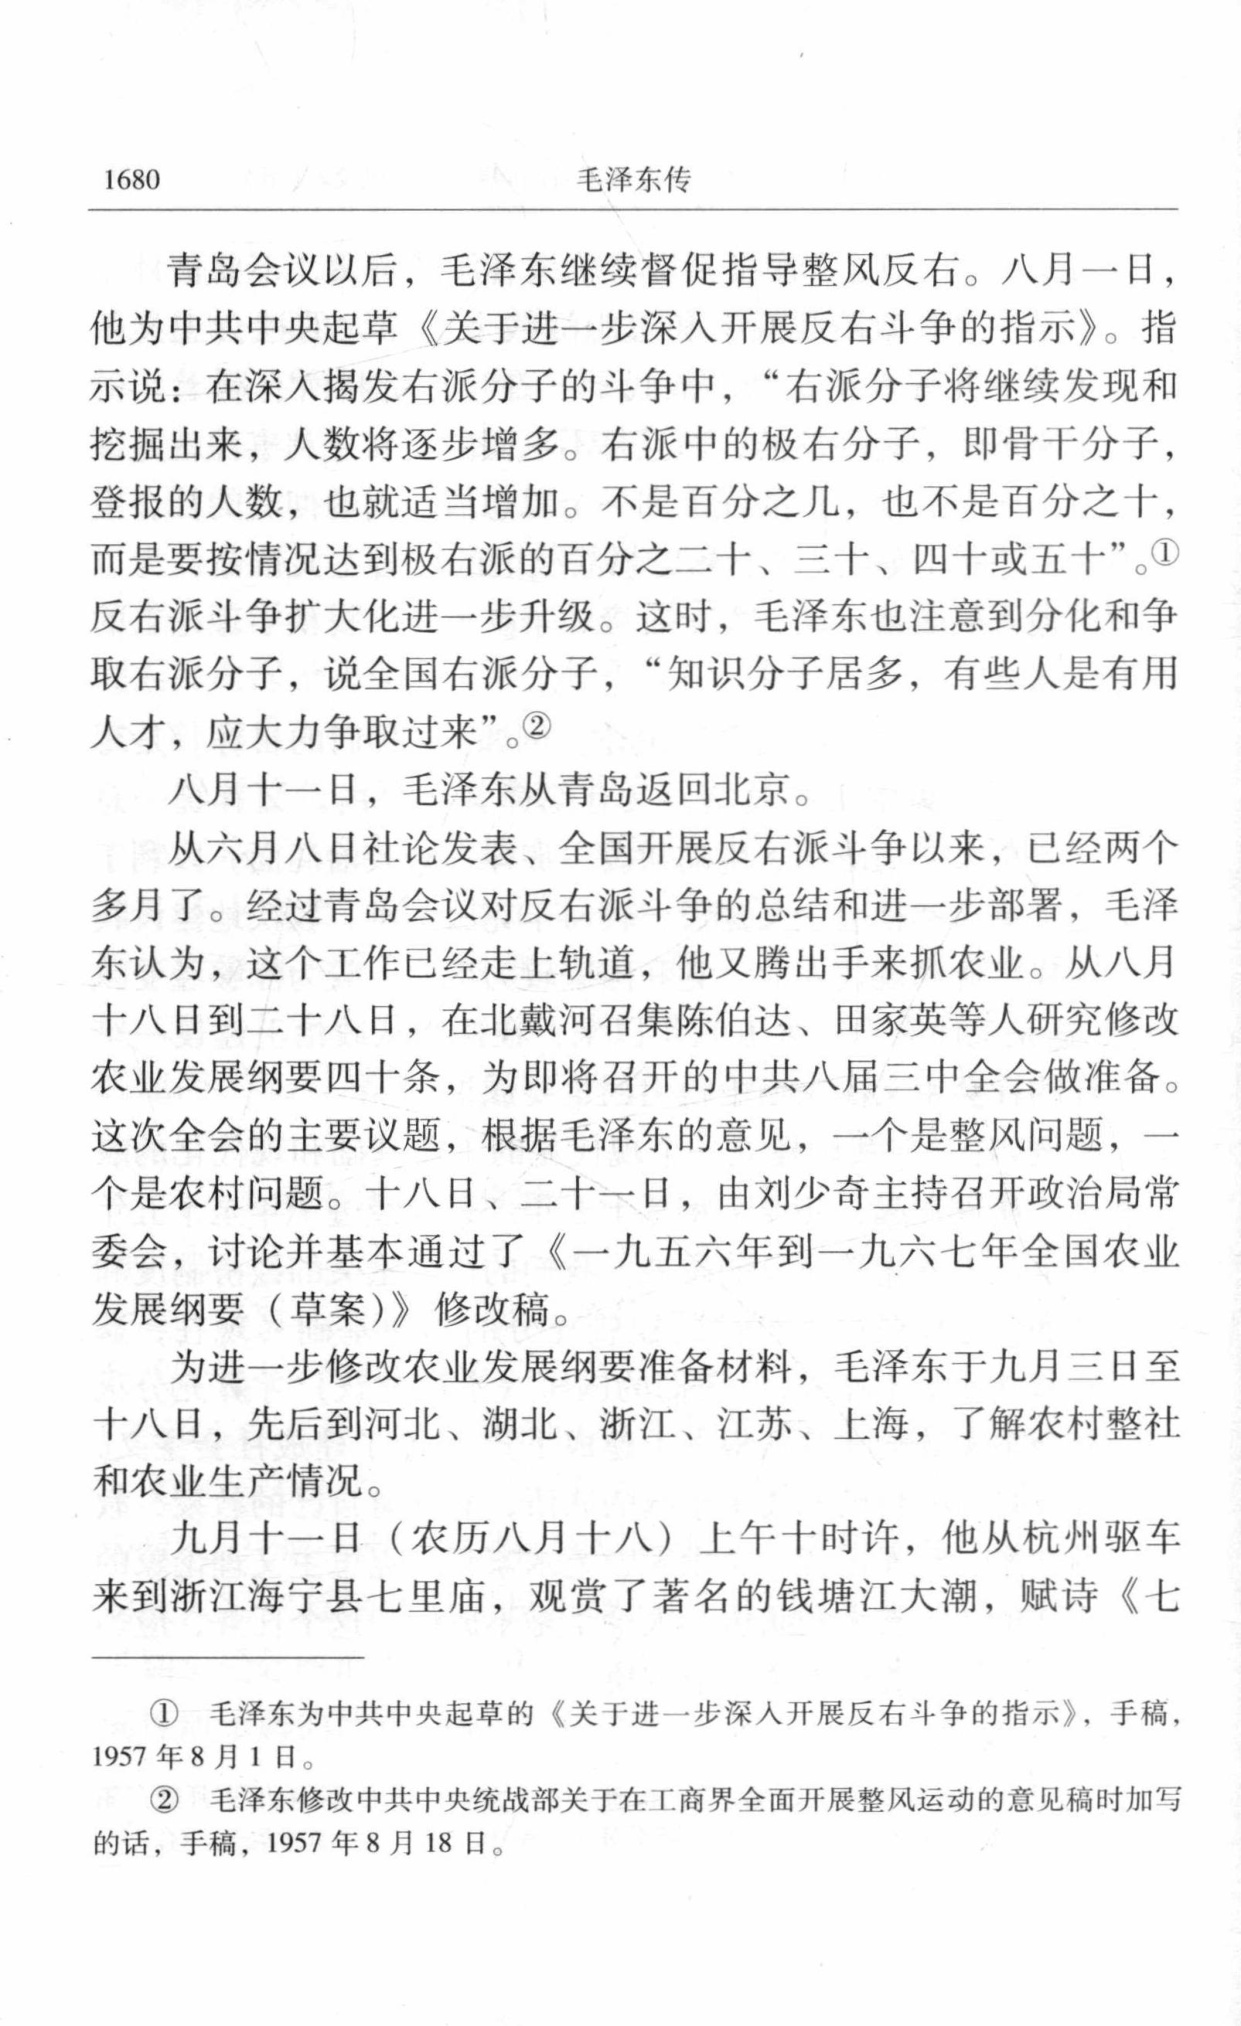 1680 毛泽东传
青岛会议以后，毛泽东继续督促指导整风反右。八月一日，
他为中共中央起草《关于进一步深入开展反右斗争的指示》。指
示说：在深入揭发右派分子的斗争中，“右派分子将继续发现和
挖掘出来，人数将逐步增多。右派中的极右分子，即骨干分子，
登报的人数，也就适当增加。不是百分之几，也不是百分之十，
而是要按情况达到极右派的百分之二十、三十、四十或五十”。①
反右派斗争扩大化进一步升级。这时，毛泽东也注意到分化和争
取右派分子，说全国右派分子，“知识分子居多，有些人是有用
人才，应大力争取过来”。②
八月十一日，毛泽东从青岛返回北京。
从六月八日社论发表、全国开展反右派斗争以来，已经两个
多月了。经过青岛会议对反右派斗争的总结和进一步部署，毛泽
东认为，这个工作已经走上轨道，他又腾出手来抓农业。从八月
十八日到二十八日，在北戴河召集陈伯达、田家英等人研究修改
农业发展纲要四十条，为即将召开的中共八届三中全会做准备。
这次全会的主要议题，根据毛泽东的意见，一个是整风问题，一
个是农村问题。十八日、二十一日，由刘少奇主持召开政治局常
委会，讨论并基本通过了《一九五六年到一九六七年全国农业
发展纲要（草案）》修改稿。
为进一步修改农业发展纲要准备材料，毛泽东于九月三日至
十八日，先后到河北、湖北、浙江、江苏、上海，了解农村整社
和农业生产情况。
九月十一日（农历八月十八）上午十时许，他从杭州驱车
来到浙江海宁县七里庙，观赏了著名的钱塘江大潮，赋诗《七
① 毛泽东为中共中央起草的《关于进一步深入开展反右斗争的指示》，手稿，
1957 年 8 月 1 日。
② 毛泽东修改中共中央统战部关于在工商界全面开展整风运动的意见稿时加写
的话，手稿，1957 年 8 月 18 日。